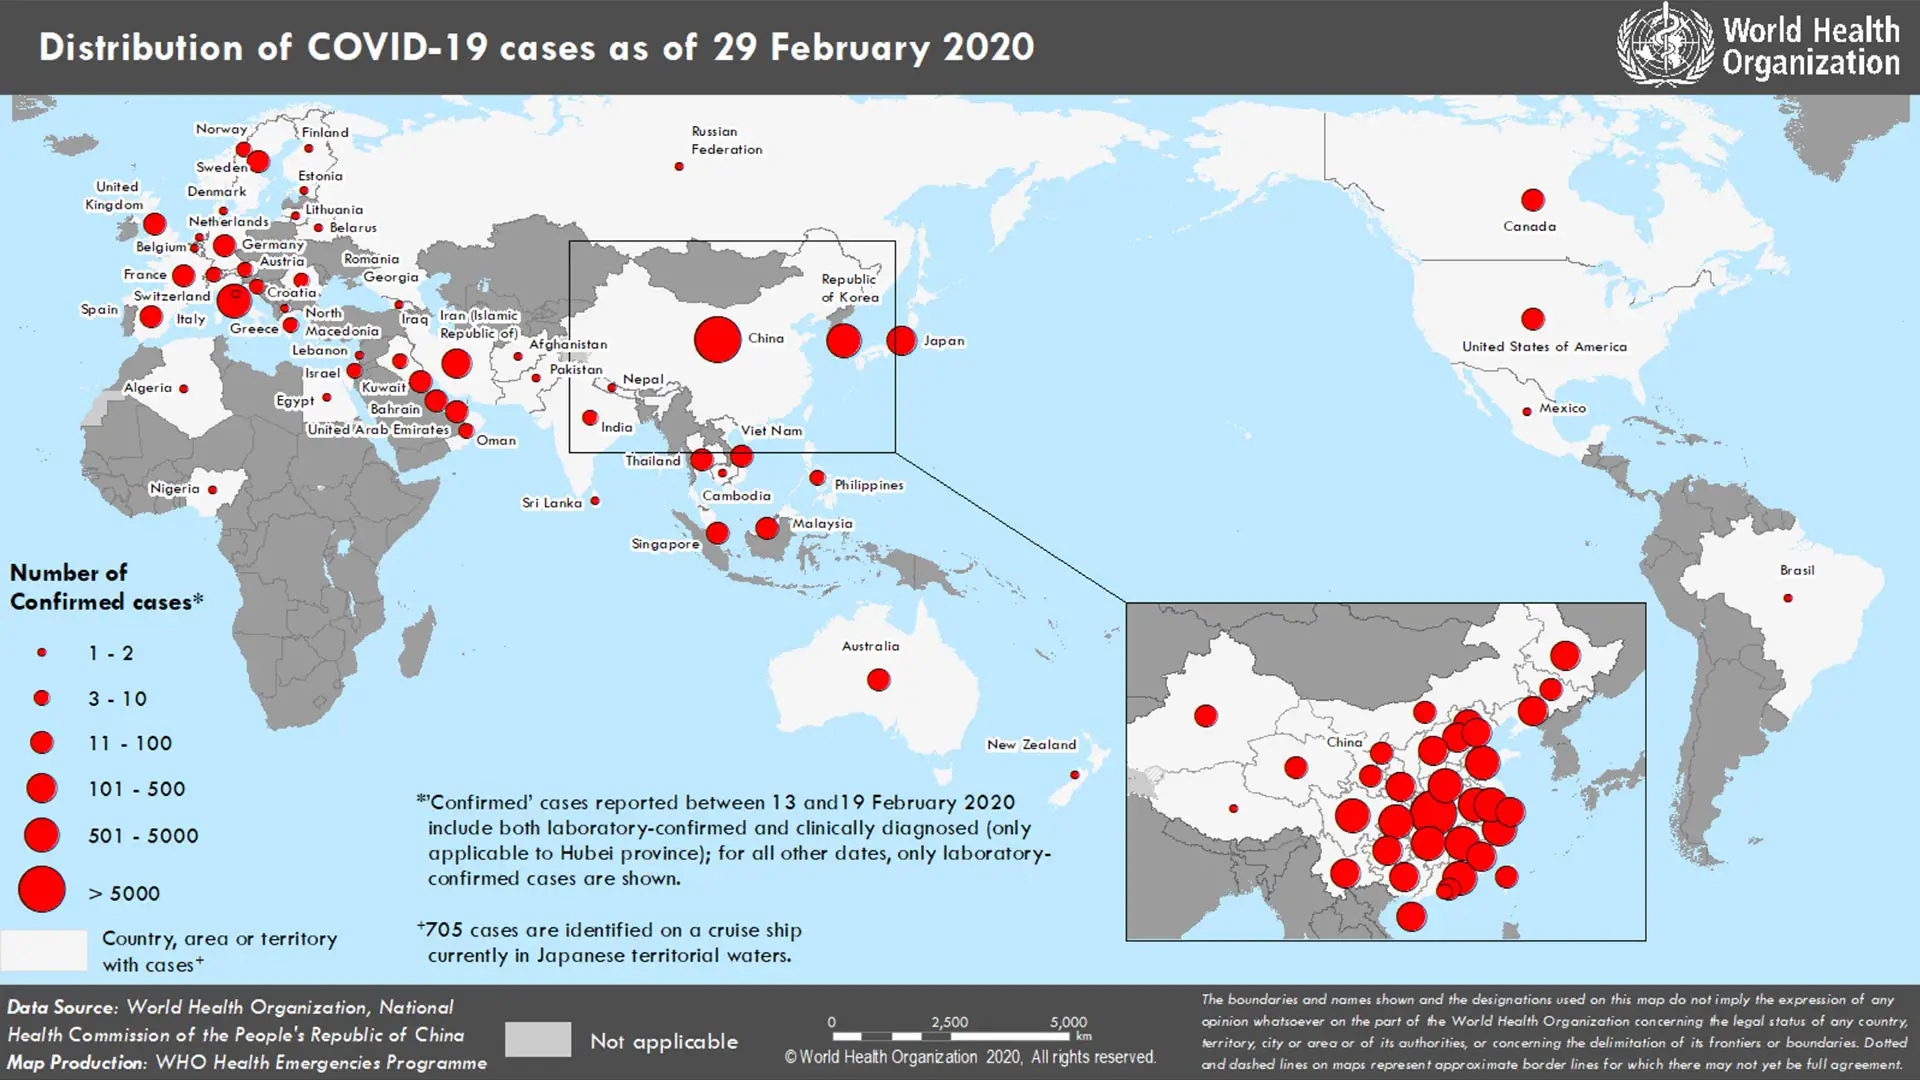 Distribution of COVID-19 cases as of 29 February 2020
World Health
Organization
Norway
Finland
Sweden
Estonia
Denmark
United
Kingdom
Lithuania
Netherlands
Belarus
Belgium
Germany
Austria
Romania
France
Georgia
Switzerland
Croatia
Spain
Italy
Greece
North
Macedonia
Iraq
Iran (Islamic
Republic of)
Lebanon
Afghanistan
Israel
Pakistan
Algeria
Kuwait
Nepal
Egypt
Bahrain
United Arab Emirates
Oman
India
Russian
Federation
Republic
of Korea
China
Japan
Viet Nam
Thailand
Nigeria
Sri Lanka
Cambodia
Philippines
Singapore
Malaysia
Canada
United States of America
Mexico
Brasil
Australia
New Zealand
China
Number of
Confirmed cases*
1 - 2
3 - 10
11 - 100
101 - 500
501 - 5000
> 5000
Country, area or territory
with cases+
*'Confirmed' cases reported between 13 and19 February 2020
include both laboratory-confirmed and clinically diagnosed (only
applicable to Hubei province); for all other dates, only laboratory-
confirmed cases are shown.
+705 cases are identified on a cruise ship
currently in Japanese territorial waters.
Data Source: World Health Organization, National
Health Commission of the People's Republic of China
Map Production: WHO Health Emergencies Programme
Not applicable
0 2,500 5,000
km
© World Health Organization 2020, All rights reserved.
The boundaries and names shown and the designations used on this map do not imply the expression of any
opinion whatsoever on the part of the World Health Organization concerning the legal status of any country,
territory, city or area or of its authorities, or concerning the delimitation of its frontiers or boundaries. Dotted
and dashed lines on maps represent approximate border lines for which there may not yet be full agreement.